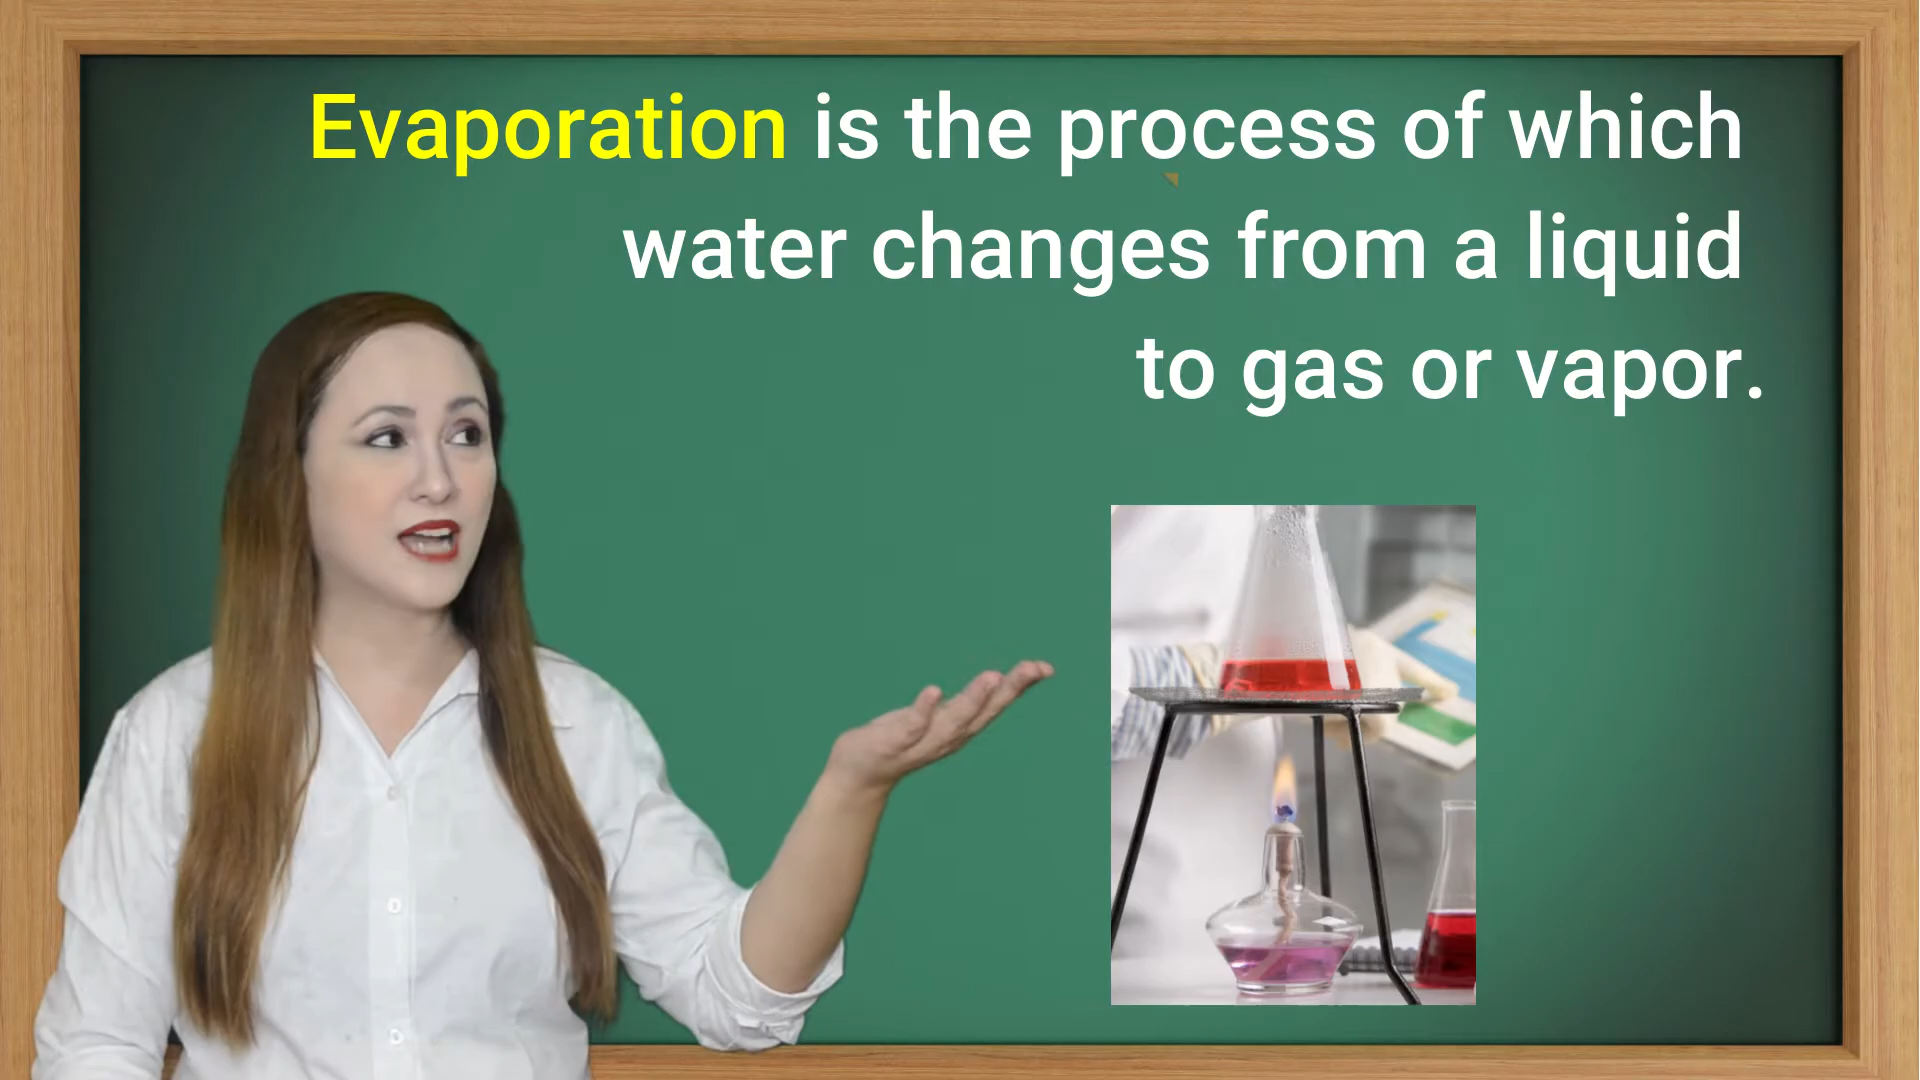 Evaporation is the process of which
water changes from a liquid
to gas or vapor.